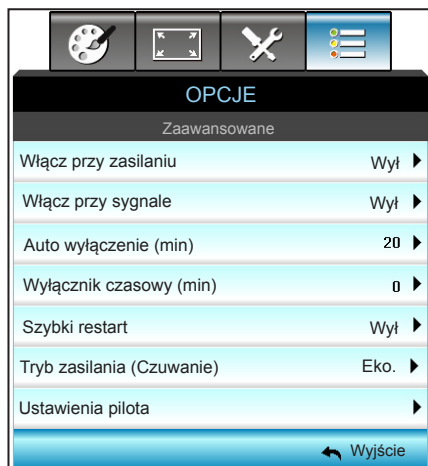 OPCJE
Zaawansowane
Włącz przy zasilaniu Wył
Włącz przy sygnale Wył
Auto wyłączenie (min) 20
Wyłącznik czasowy (min) 0
Szybki restart Wył
Tryb zasilania (Czuwanie) Eko.
Ustawienia pilota
Wyjście